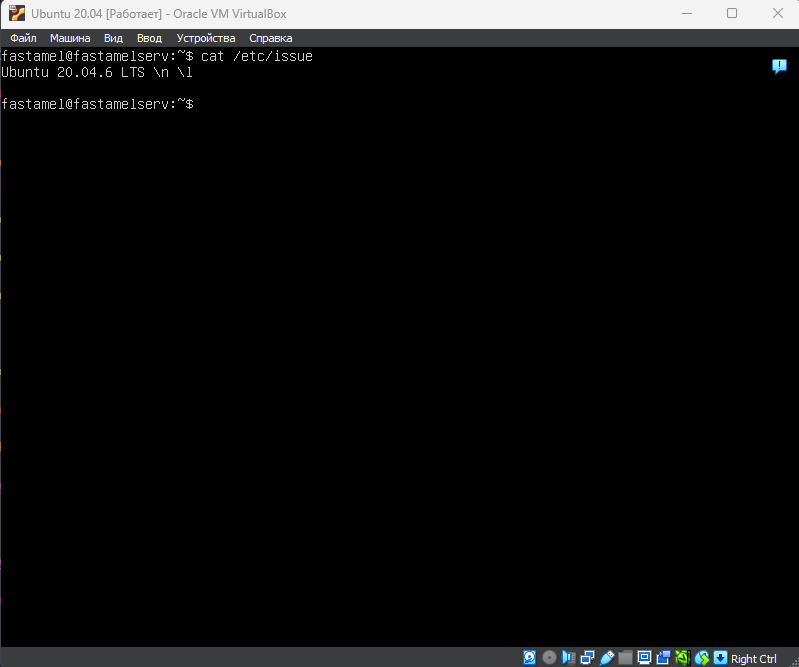 Ubuntu 20.04 [Работает] - Oracle VM VirtualBox
Файл Машина Вид Ввод Устройства Справка
fastamel@fastamelserv:~$ cat /etc/issue
Ubuntu 20.04.6 LTS \n \l
fastamel@fastamelserv:~$
Right Ctrl